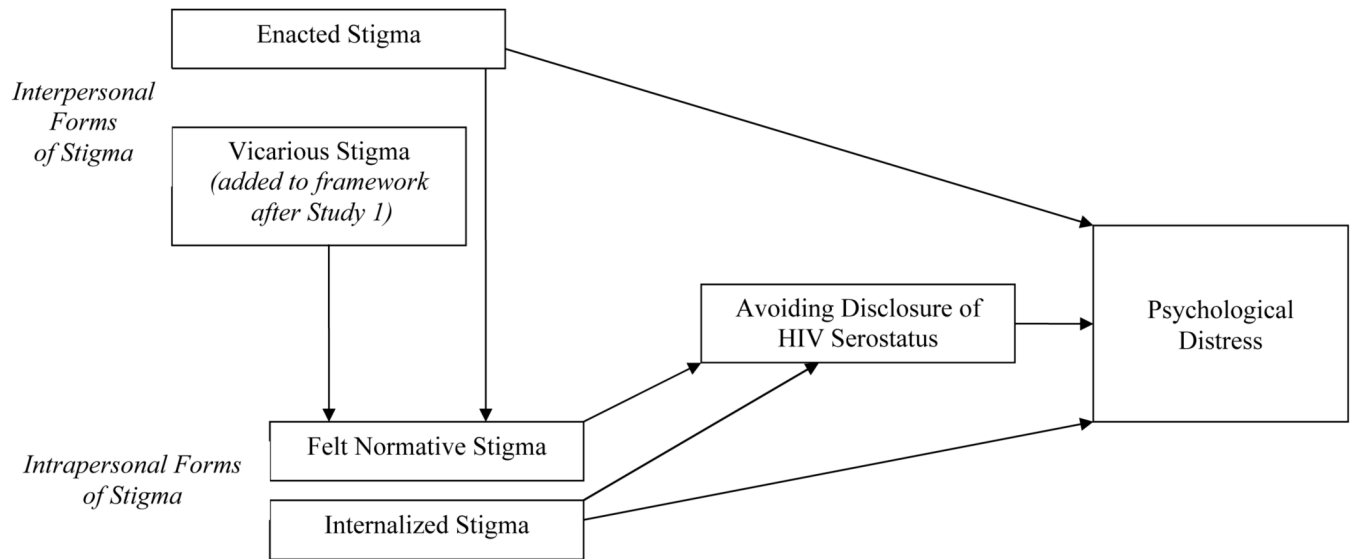 Enacted Stigma
Interpersonal
Forms
of Stigma
Vicarious Stigma
(added to framework
after Study 1)
Avoiding Disclosure of
HIV Serostatus
Psychological
Distress
Felt Normative Stigma
Intrapersonal Forms
of Stigma
Internalized Stigma